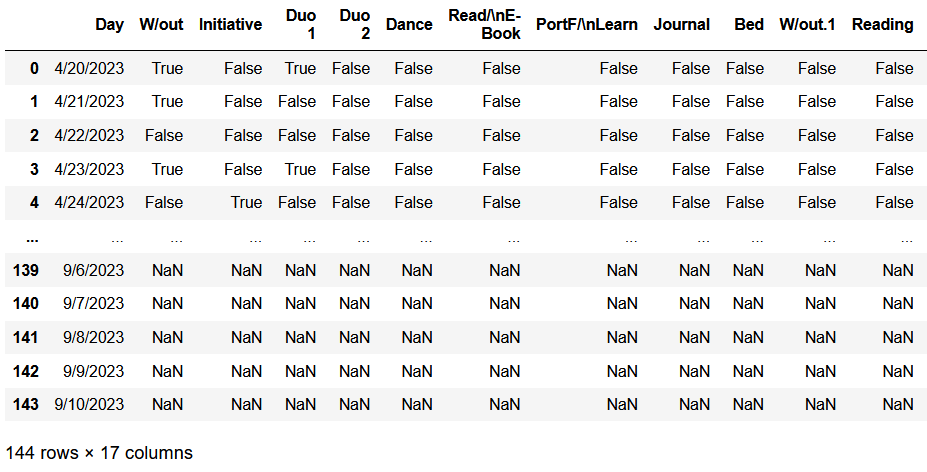 Day W/out Initiative Duo 1 Duo 2 Dance Read/\nE-Book PortF/\nLearn Journal Bed W/out.1 Reading
0 4/20/2023 True False True False False False False False False False False
1 4/21/2023 True False False False False False False False False False False
2 4/22/2023 False False False False False False False False False False False
3 4/23/2023 True False True False False False False False False False False
4 4/24/2023 False True False False False False False False False False False
... ... ... ... ... ... ... ... ... ... ... ... ...
139 9/6/2023 NaN NaN NaN NaN NaN NaN NaN NaN NaN NaN NaN
140 9/7/2023 NaN NaN NaN NaN NaN NaN NaN NaN NaN NaN NaN
141 9/8/2023 NaN NaN NaN NaN NaN NaN NaN NaN NaN NaN NaN
142 9/9/2023 NaN NaN NaN NaN NaN NaN NaN NaN NaN NaN NaN
143 9/10/2023 NaN NaN NaN NaN NaN NaN NaN NaN NaN NaN NaN
144 rows × 17 columns